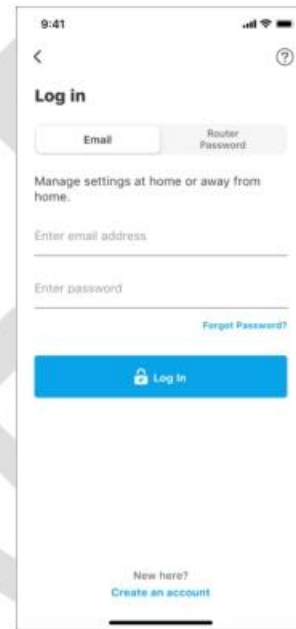 9:41
Log in
Email
Router
Password
Manage settings at home or away from
home.
Enter email address
Enter password
Forgot Password?
Log In
New here?
Create an account